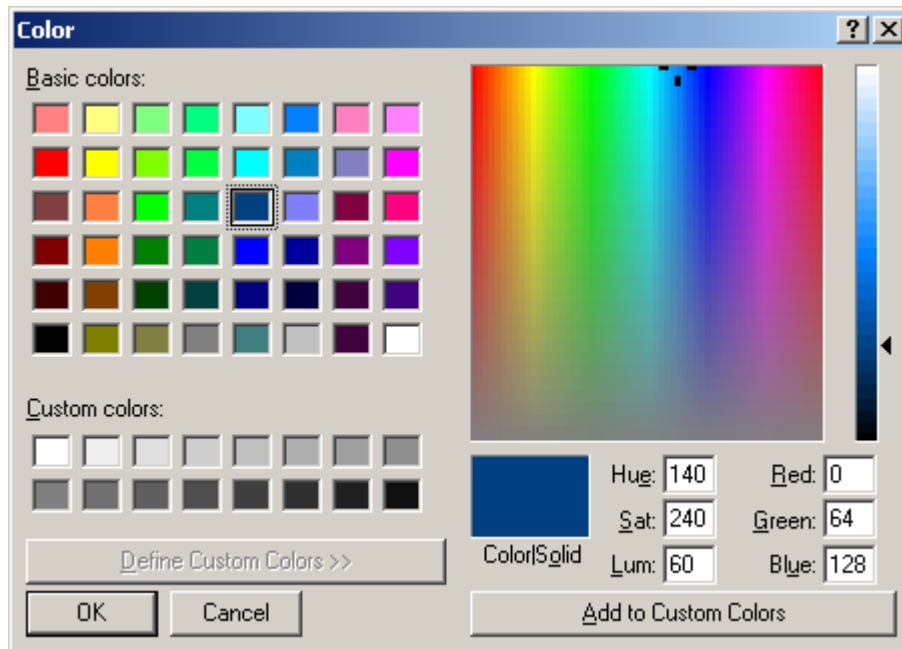 Color
Basic colors:
Custom colors:
Define Custom Colors >>
OK
Cancel
Color|Solid
Hue: 140
Sat: 240
Lum: 60
Red: 0
Green: 64
Blue: 128
Add to Custom Colors